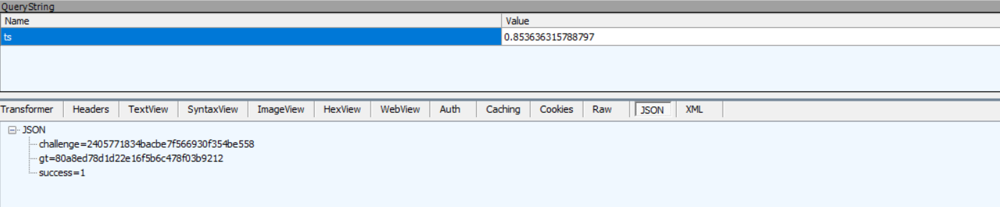 QueryString
Name Value
ts 0.853636315788797
Transformer Headers TextView SyntaxView ImageView HexView WebView Auth Caching Cookies Raw JSON XML
JSON
challenge=2405771834bacbe7f566930f354be558
gt=80a8ed78d1d22e16f5b6c478f03b9212
success=1